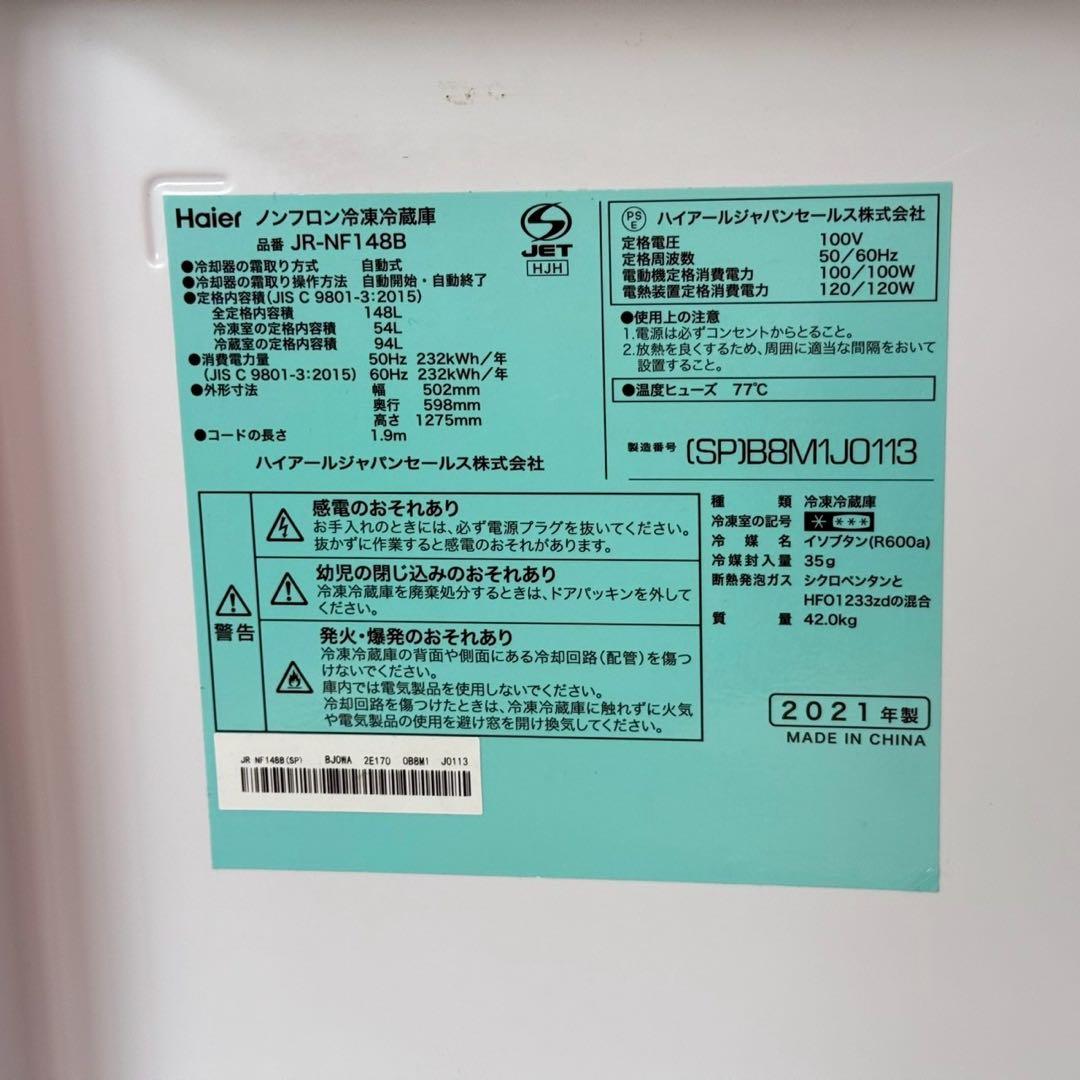 Haier ノンフロン冷凍冷蔵庫
品番 JR-NF148B
●冷却器の霜取り方式 自動式
●冷却器の霜取り操作方法 自動開始・自動終了
●定格内容積(JIS C 9801-3:2015)
全定格内容積 148L
冷凍室の定格内容積 54L
冷蔵室の定格内容積 94L
●消費電力量 50Hz 232kWh/年
(JIS C 9801-3:2015) 60Hz 232kWh/年
●外形寸法 幅 502mm
奥行 598mm
高さ 1275mm
●コードの長さ 1.9m
ハイアールジャパンセールス株式会社
JET
HJH
PS
E
ハイアールジャパンセールス株式会社
定格電圧 100V
定格周波数 50/60Hz
電動機定格消費電力 100/100W
電熱装置定格消費電力 120/120W
●使用上の注意
1.電源は必ずコンセントからとること。
2.放熱を良くするため、周囲に適当な間隔をおいて
設置すること。
●温度ヒューズ 77℃
製造番号 (SP)B8M1J0113
警告
感電のおそれあり
お手入れのときには、必ず電源プラグを抜いてください。
抜かずに作業すると感電のおそれがあります。
幼児の閉じ込みのおそれあり
冷凍冷蔵庫を廃棄処分するときは、ドアパッキンを外して
ください。
発火・爆発のおそれあり
冷凍冷蔵庫の背面や側面にある冷却回路(配管)を傷つ
けないでください。
庫内では電気製品を使用しないでください。
冷却回路を傷つけたときは、冷凍冷蔵庫に触れずに火気
や電気製品の使用を避け窓を開け換気してください。
種類 冷凍冷蔵庫
冷凍室の記号 * ***
冷媒名 イソブタン(R600a)
冷媒封入量 35g
断熱発泡ガス シクロペンタンと
HFO1233zdの混合
質量 42.0kg
2021年製
MADE IN CHINA
JR NF148B(SP) BJ0WA 2E170 0B8M1 J0113